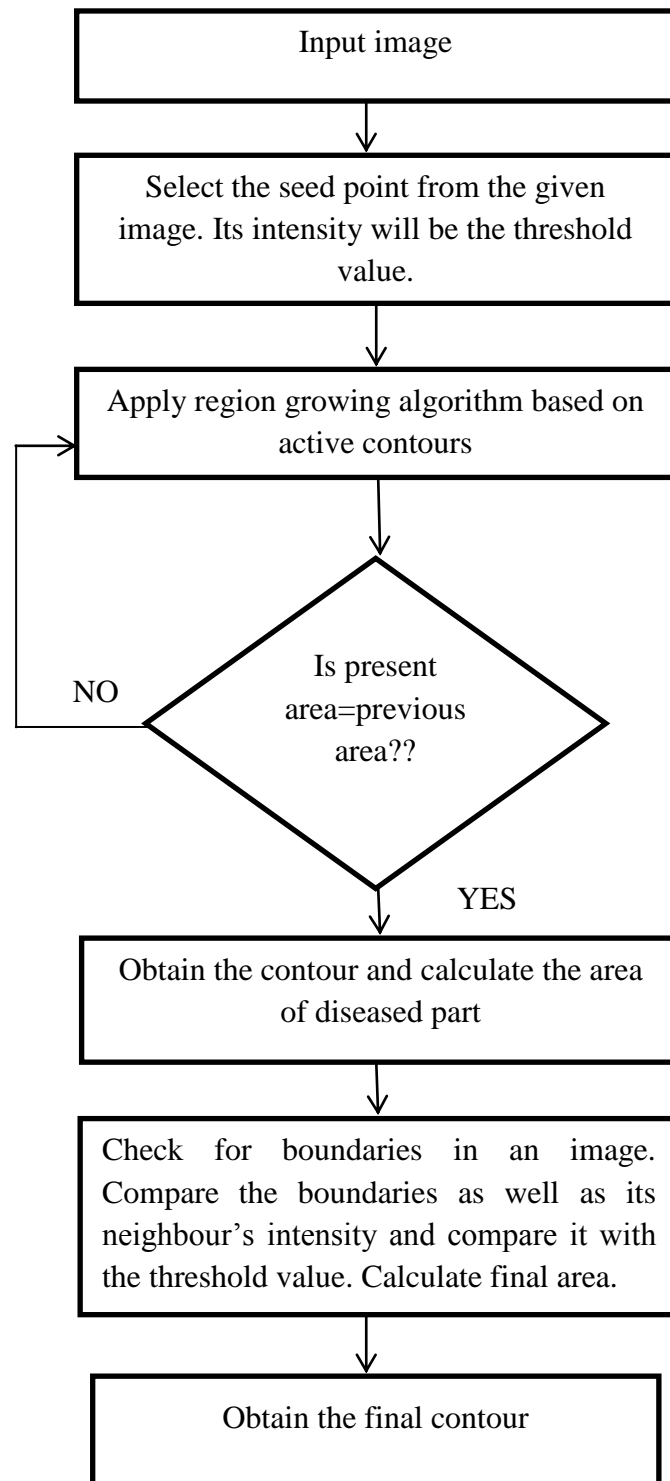 Input image
Select the seed point from the given
image. Its intensity will be the threshold
value.
Apply region growing algorithm based on
active contours
Is present
NO
area=previous
area??
YES
Obtain the contour and calculate the area
of diseased part
Check for boundaries in an image.
Compare the boundaries as well as its
neighbour’s intensity and compare it with
the threshold value. Calculate final area.
Obtain the final contour